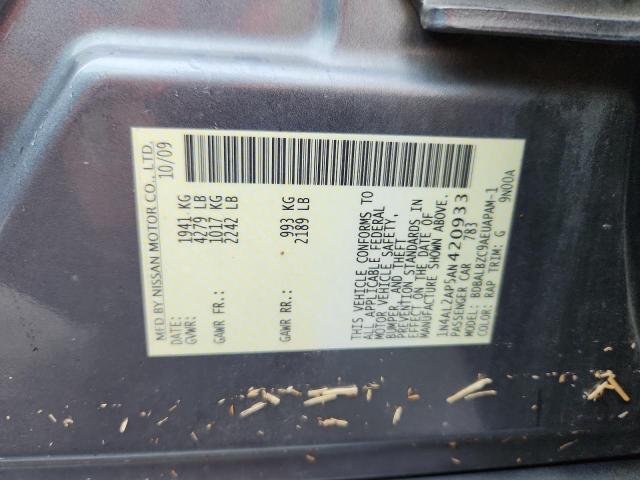 MFD BY NISSAN MOTOR CO., LTD.
DATE: 10/09
GVWR: 1941 KG
4279 LB
GAWR FR: 1017 KG
2242 LB
GAWR RR: 993 KG
2189 LB
THIS VEHICLE CONFORMS TO
ALL APPLICABLE FEDERAL
MOTOR VEHICLE SAFETY,
BUMPER, AND THEFT
PREVENTION STANDARDS IN
EFFECT ON THE DATE OF
MANUFACTURE SHOWN ABOVE.
1N4AL2AP5AN420933
PASSENGER CAR 783
MODEL: BDBALBZC9AEUAPAM-1
COLOR: RAP TRIM: G 9N00A